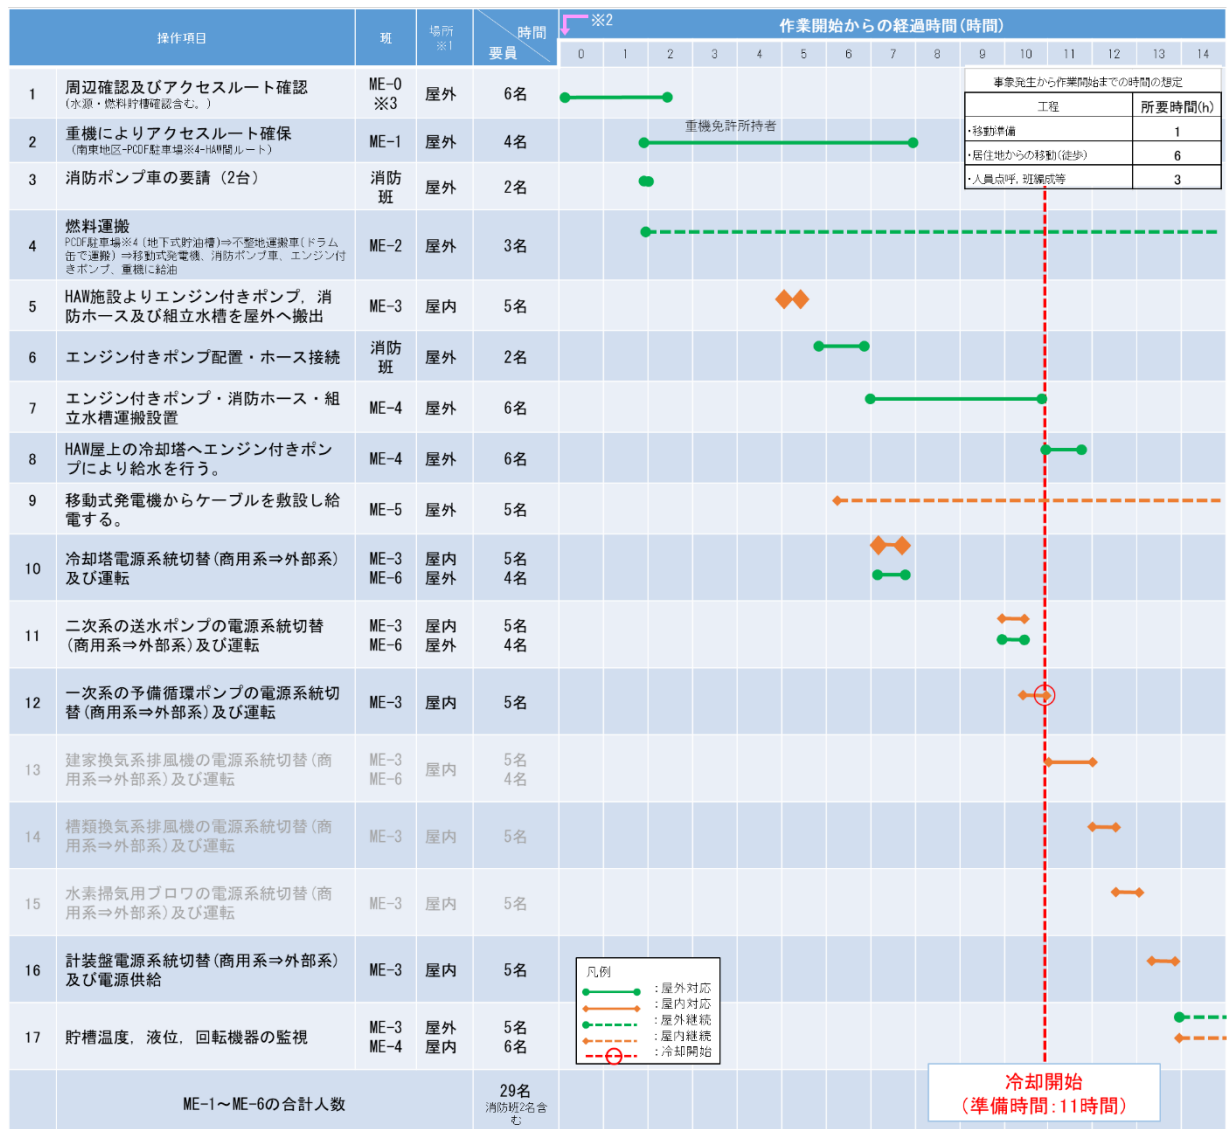 操作項目
班
場所
※1
時間
要員
※2
作業開始からの経過時間(時間)
0 1 2 3 4 5 6 7 8 9 10 11 12 13 14
事象発生から作業開始までの時間の想定
工程 所要時間(h)
・移動準備 1
・居住地からの移動(徒歩) 6
・人員点呼, 班編成等 3
1 周辺確認及びアクセスルート確認
(水源・燃料貯槽確認含む。)
ME-0
※3
屋外 6名
2 重機によりアクセスルート確保
(南東地区-PCDF駐車場※4-HAW間ルート)
ME-1 屋外 4名
重機免許所持者
3 消防ポンプ車の要請 (2台)
消防
班
屋外 2名
4 燃料運搬
PCDF駐車場※4 (地下式貯油槽)⇒不整地運搬車(ドラム
缶で運搬) ⇒移動式発電機、消防ポンプ車、エンジン付
きポンプ、重機に給油
ME-2 屋外 3名
5 HAW施設よりエンジン付きポンプ, 消
防ホース及び組立水槽を屋外へ搬出
ME-3 屋内 5名
6 エンジン付きポンプ配置・ホース接続
消防
班
屋外 2名
7 エンジン付きポンプ・消防ホース・組
立水槽運搬設置
ME-4 屋外 6名
8 HAW屋上の冷却塔へエンジン付きポン
プにより給水を行う。
ME-4 屋外 6名
9 移動式発電機からケーブルを敷設し給
電する。
ME-5 屋外 5名
10 冷却塔電源系統切替(商用系⇒外部系)
及び運転
ME-3 屋内 5名
ME-6 屋外 4名
11 二次系の送水ポンプの電源系統切替
(商用系⇒外部系)及び運転
ME-3 屋内 5名
ME-6 屋外 4名
12 一次系の予備循環ポンプの電源系統切
替(商用系⇒外部系)及び運転
ME-3 屋内 5名
13 建家換気系排風機の電源系統切替(商
用系⇒外部系)及び運転
ME-3 屋内 5名
ME-6 4名
14 槽類換気系排風機の電源系統切替(商
用系⇒外部系)及び運転
ME-3 屋内 5名
15 水素掃気用ブロワの電源系統切替(商
用系⇒外部系)及び運転
ME-3 屋内 5名
16 計装盤電源系統切替(商用系⇒外部系)
及び電源供給
ME-3 屋内 5名
17 貯槽温度, 液位, 回転機器の監視
ME-3 屋外 5名
ME-4 屋内 6名
凡例
：屋外対応
：屋内対応
：屋外継続
：屋内継続
：冷却開始
ME-1～ME-6の合計人数
29名
消防班2名含
む
冷却開始
(準備時間:11時間)